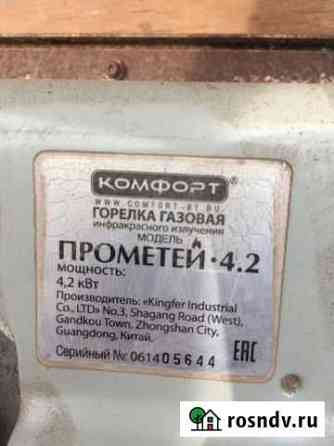 КОМФОРТ®
WWW.COMFORT-BT.RU
ГОРЕЛКА ГАЗОВАЯ
инфракрасного излучения
МОДЕЛЬ
ПРОМЕТЕЙ·4.2
МОЩНОСТЬ:
4,2 кВт
Производитель: «Kingfer Industrial
Co., LTD» No.3, Shagang Road (West),
Gandkou Town, Zhongshan City,
Guangdong, Китай.
Серийный № 061405644
EAC
rosndv.ru